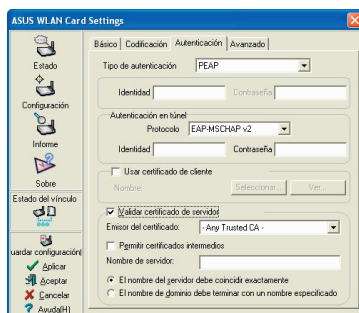 ASUS WLAN Card Settings
Estado
Configuración
Informe
Sobre
Estado del vínculo
uardar configuración
Aplicar
Aceptar
Cancelar
Ayuda(H)
Básico Codificación Autenticación Avanzado
Tipo de autenticación PEAP
Identidad Contraseña
Autenticación en túnel
Protocolo EAP-MSCHAP v2
Identidad Contraseña
Usar certificado de cliente
Nombre: Seleccionar... Ver...
Validar certificado de servidor
Emisor del certificado: - Any Trusted CA -
Permitir certificados intermedios
Nombre de servidor:
El nombre del servidor debe coincidir exactamente
El nombre de dominio debe terminar con un nombre especificado